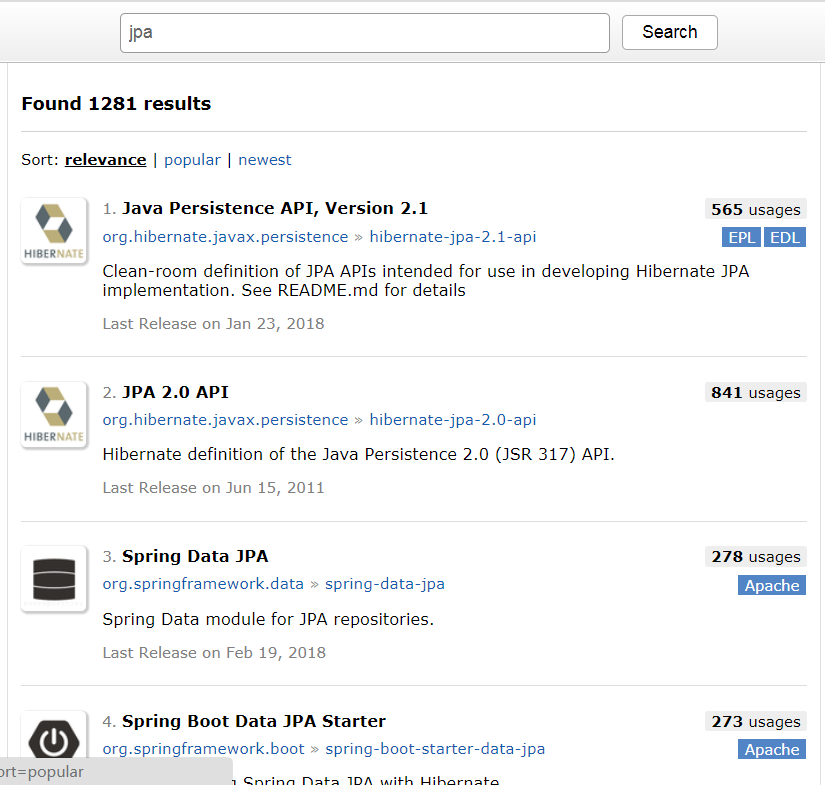 jpa Search
Found 1281 results
Sort: relevance | popular | newest
HIBERNATE
1. Java Persistence API, Version 2.1 565 usages
org.hibernate.javax.persistence » hibernate-jpa-2.1-api EPL EDL
Clean-room definition of JPA APIs intended for use in developing Hibernate JPA
implementation. See README.md for details
Last Release on Jan 23, 2018
HIBERNATE
2. JPA 2.0 API 841 usages
org.hibernate.javax.persistence » hibernate-jpa-2.0-api
Hibernate definition of the Java Persistence 2.0 (JSR 317) API.
Last Release on Jun 15, 2011
3. Spring Data JPA 278 usages
org.springframework.data » spring-data-jpa Apache
Spring Data module for JPA repositories.
Last Release on Feb 19, 2018
4. Spring Boot Data JPA Starter 273 usages
org.springframework.boot » spring-boot-starter-data-jpa Apache
ort=popular
Spring Data JPA with Hibernate